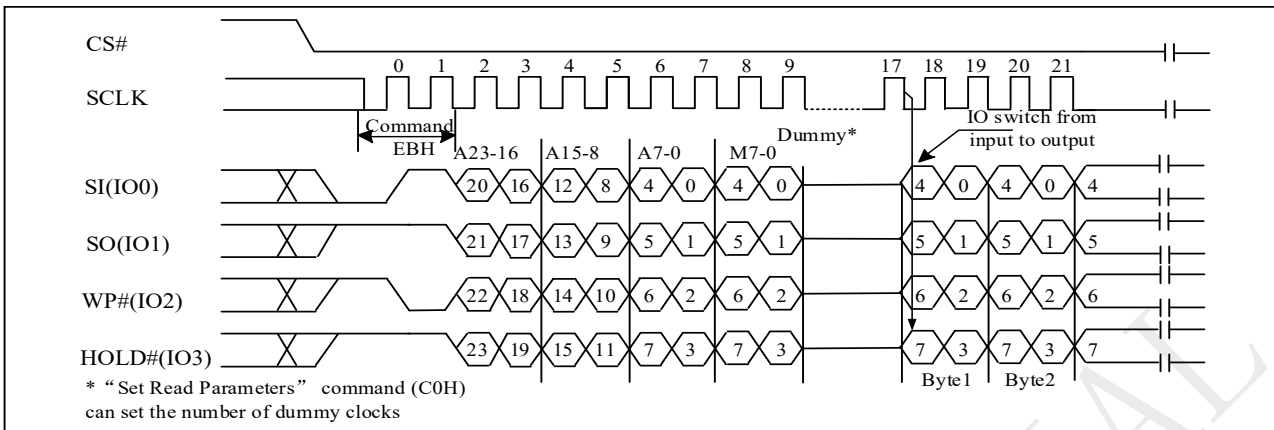 CS#
0 1 2 3 4 5 6 7 8 9 17 18 19 20 21
SCLK
Command
EBH
Dummy*
IO switch from
input to output
A23-16 A15-8 A7-0 M7-0
SI(IO0) 20 16 12 8 4 0 4 0 4 0 4 0 4
SO(IO1) 21 17 13 9 5 1 5 1 5 1 5 1 5
WP#(IO2) 22 18 14 10 6 2 6 2 6 2 6 2 6
HOLD#(IO3) 23 19 15 11 7 3 7 3 7 3 7 3 7
Byte1 Byte2
* “Set Read Parameters” command (C0H)
can set the number of dummy clocks